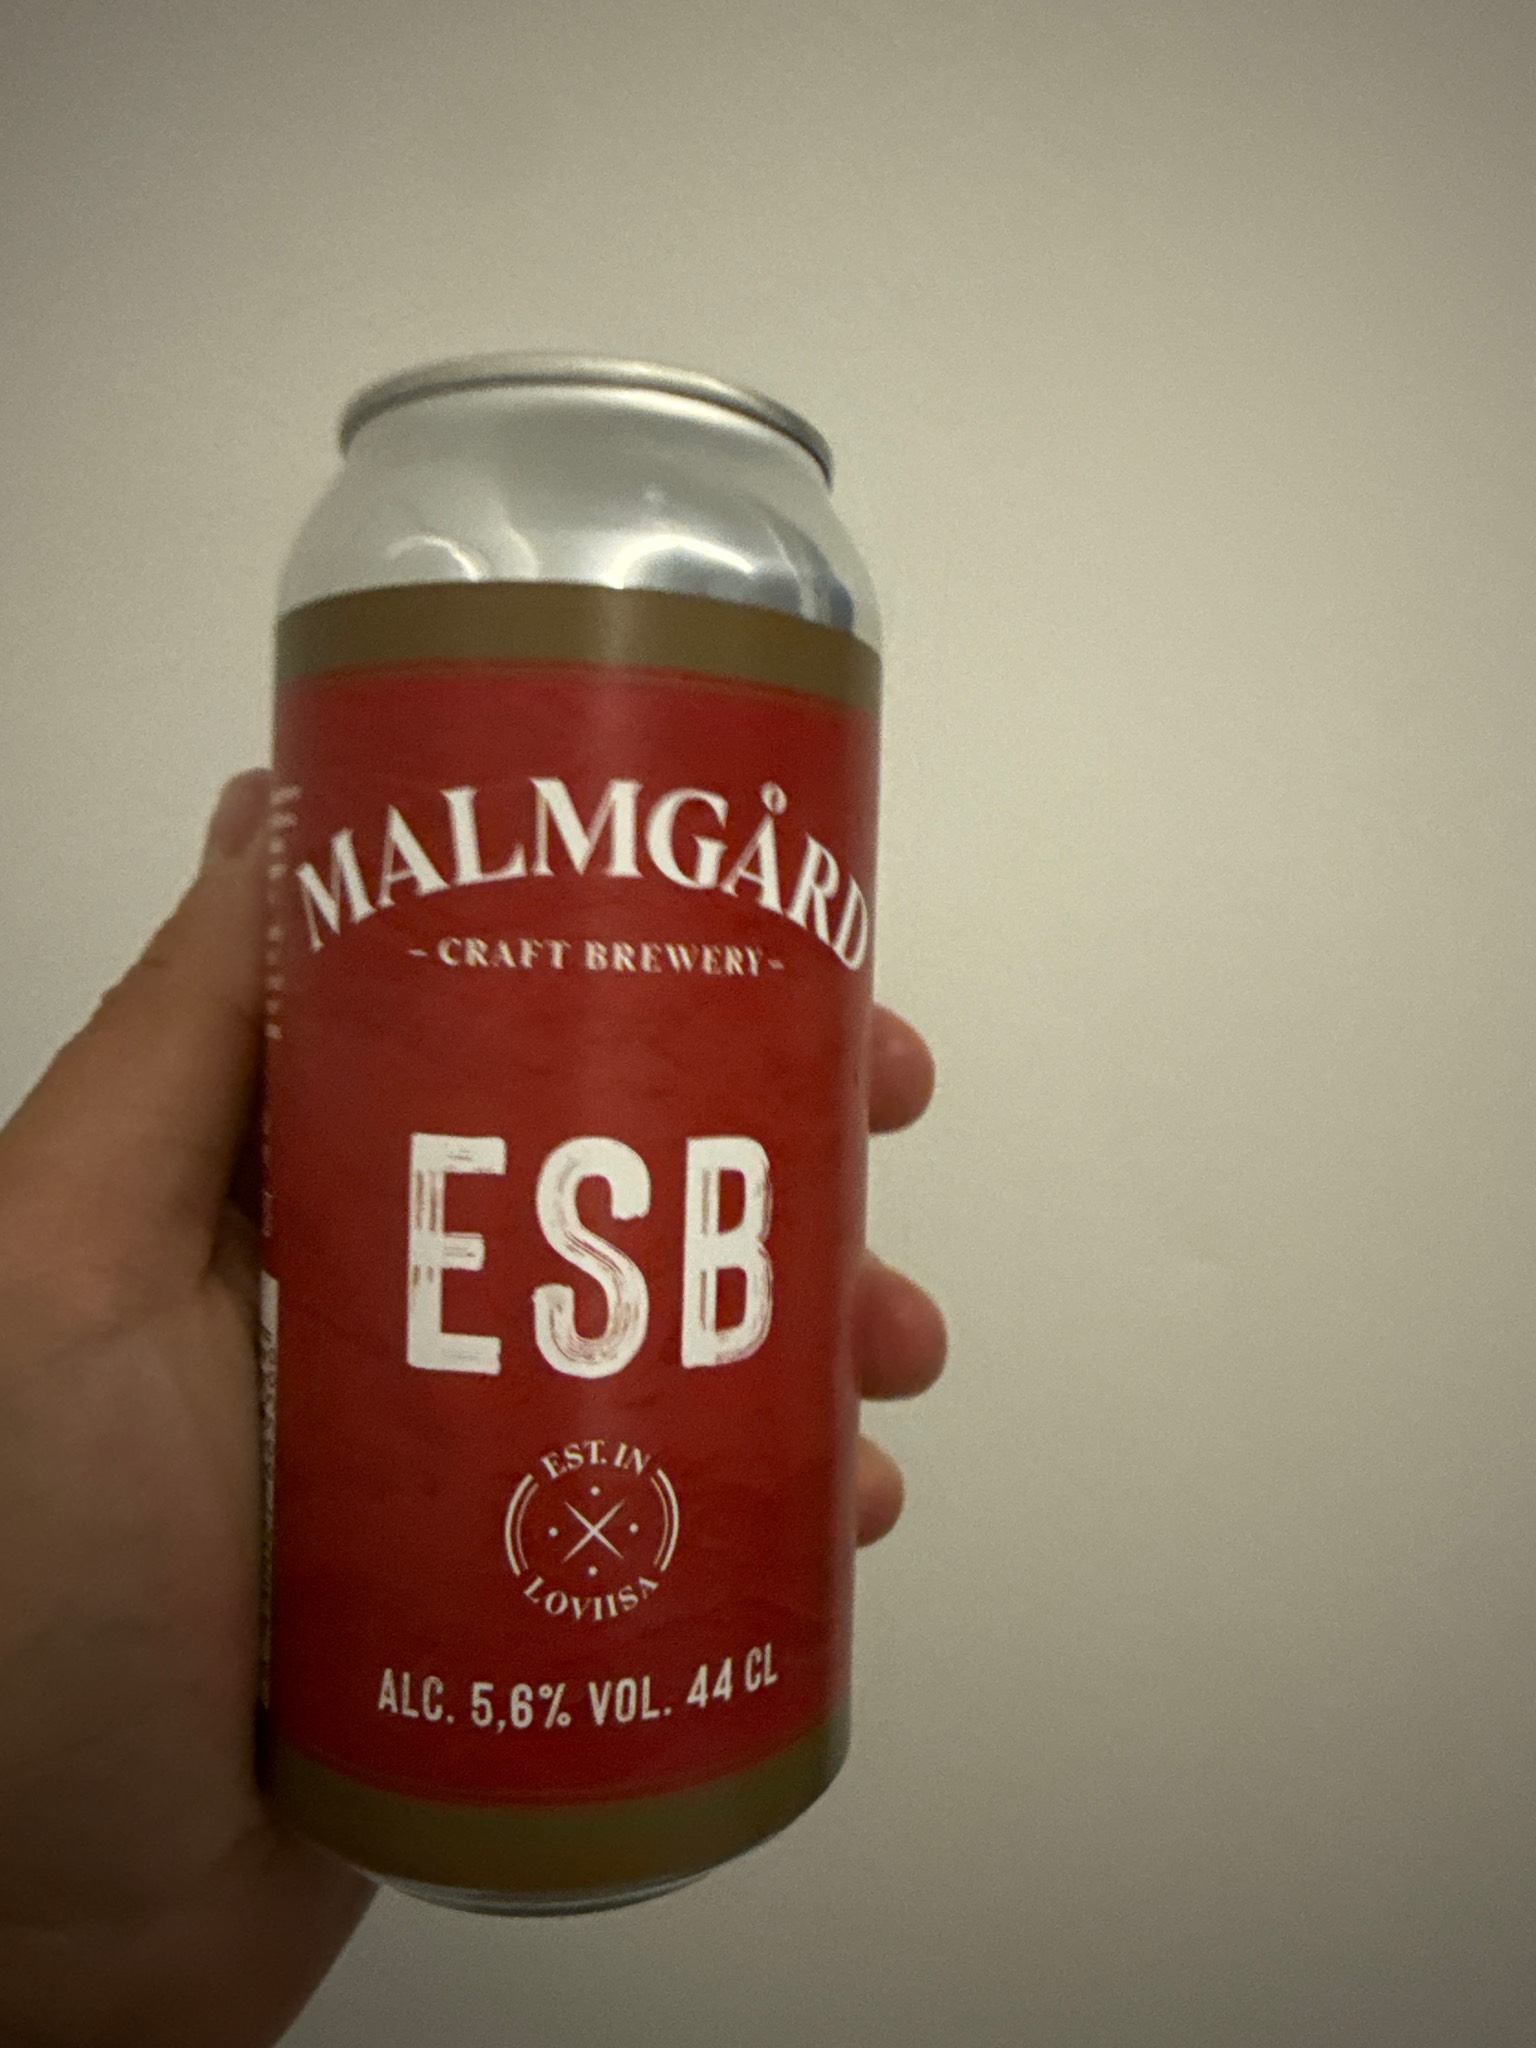 MALMGÅRD
- CRAFT BREWERY -
ESB
EST. IN
LOVIISA
ALC. 5,6% VOL. 44 CL